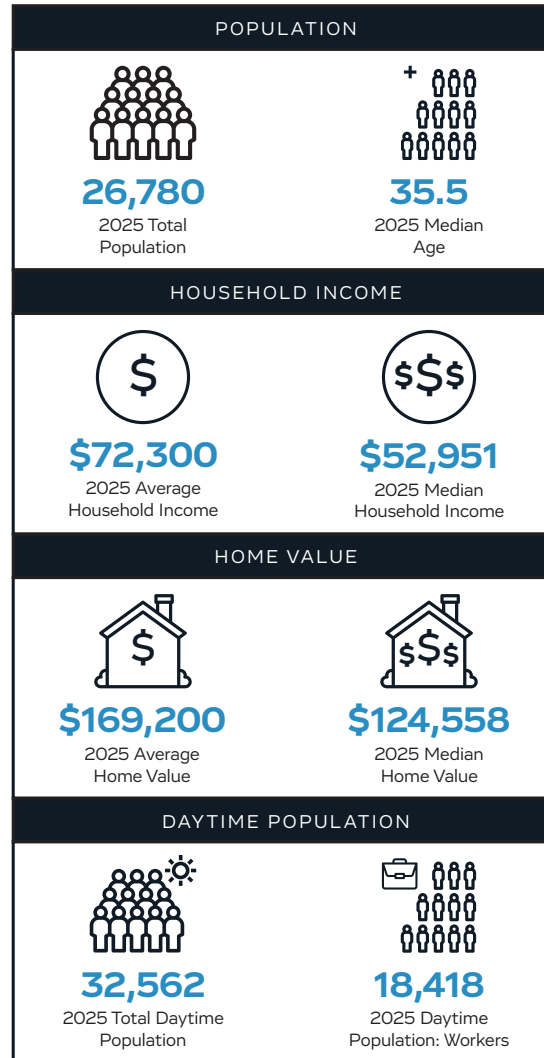 POPULATION
26,780
2025 Total
Population
35.5
2025 Median
Age
HOUSEHOLD INCOME
$
$72,300
2025 Average
Household Income
$$$
$52,951
2025 Median
Household Income
HOME VALUE
$
$169,200
2025 Average
Home Value
$$$
$124,558
2025 Median
Home Value
DAYTIME POPULATION
32,562
2025 Total Daytime
Population
18,418
2025 Daytime
Population: Workers